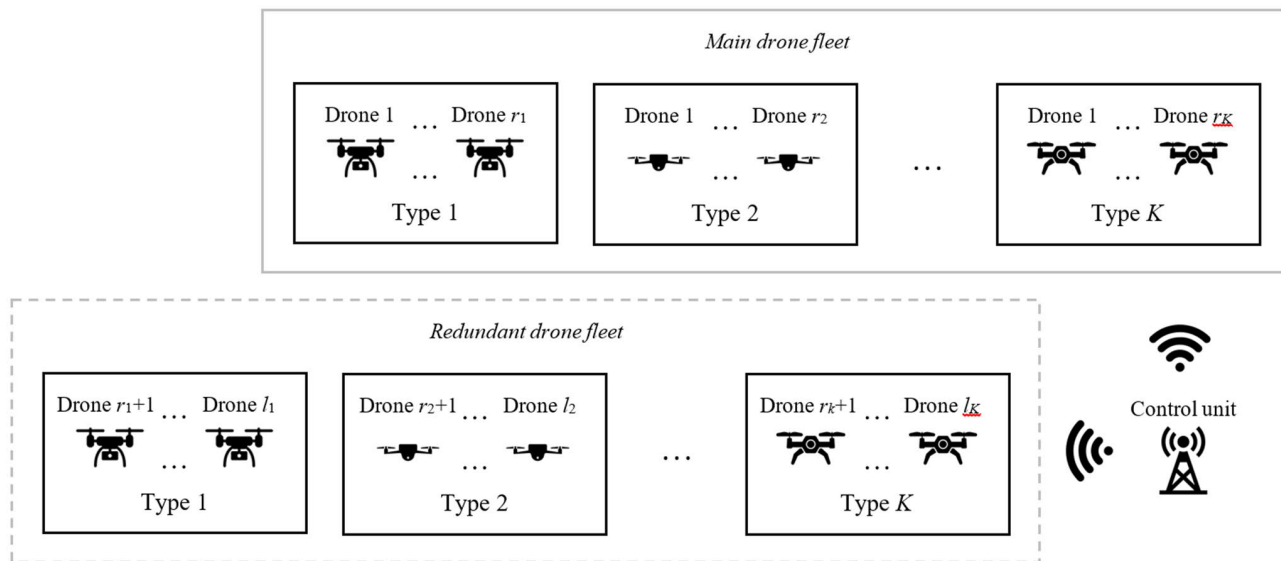 Main drone fleet
Drone 1 … Drone r1 Drone 1 … Drone r2 Drone 1 … Drone rK
… … … …
Type 1 Type 2 Type K
Redundant drone fleet
Drone r1+1 … Drone l1 Drone r2+1 … Drone l2 Drone rk+1 … Drone lK Control unit
… … … …
Type 1 Type 2 Type K